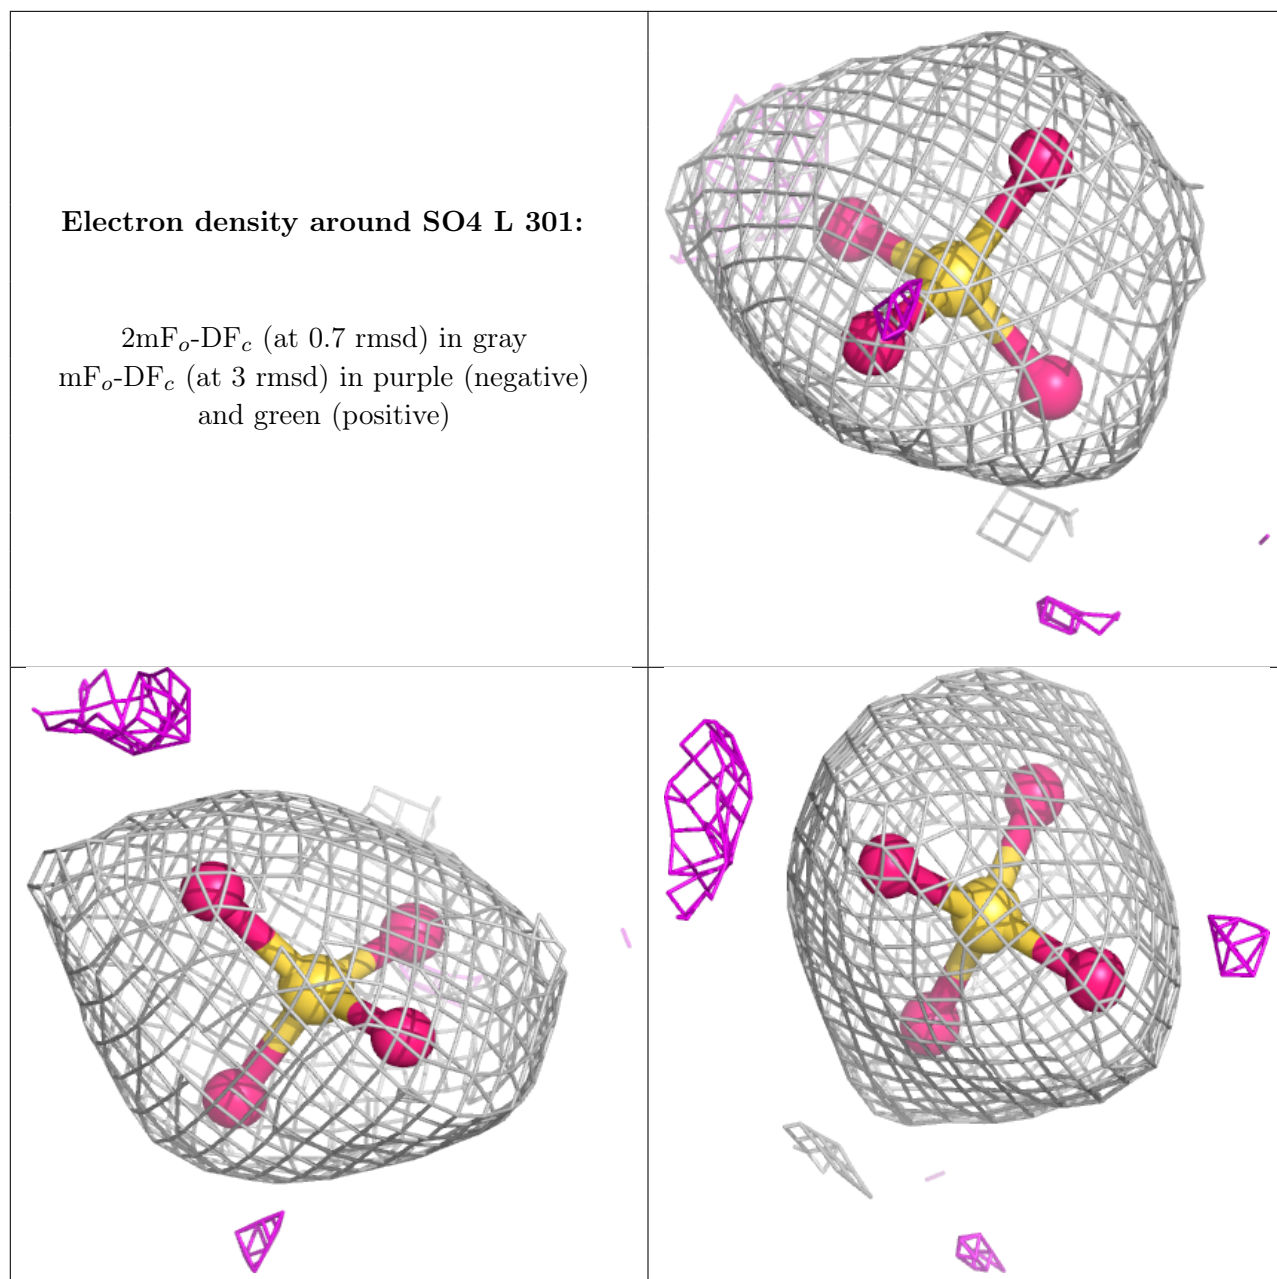 Electron density around SO4 L 301:
2mFo-DFc (at 0.7 rmsd) in gray
mFo-DFc (at 3 rmsd) in purple (negative)
and green (positive)